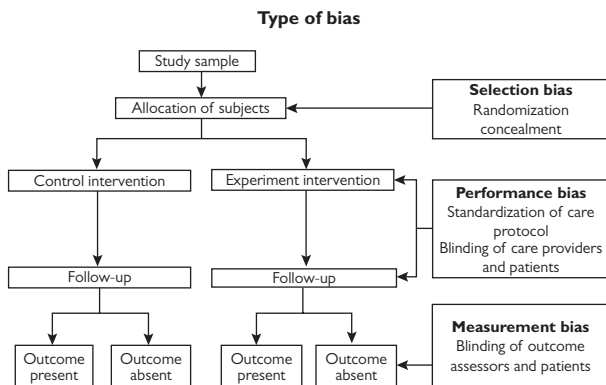 Type of bias
Study sample
Allocation of subjects
Selection bias
Randomization
concealment
Control intervention
Experiment intervention
Performance bias
Standardization of care
protocol
Blinding of care providers
and patients
Follow-up
Follow-up
Measurement bias
Blinding of outcome
assessors and patients
Outcome
present
Outcome
absent
Outcome
present
Outcome
absent